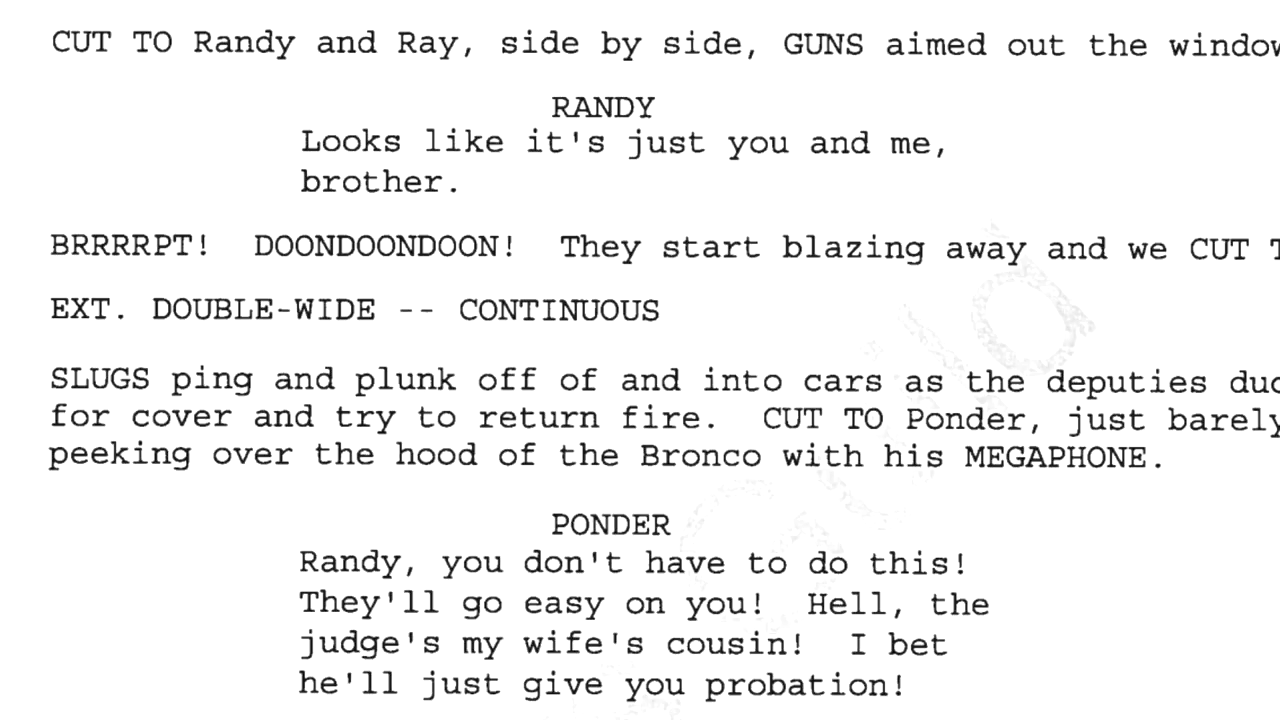 CUT TO Randy and Ray, side by side, GUNS aimed out the window
RANDY
Looks like it's just you and me,
brother.
BRRRRPT!  DOONDOONDOON!  They start blazing away and we CUT T
EXT. DOUBLE-WIDE -- CONTINUOUS
SLUGS ping and plunk off of and into cars as the deputies duc
for cover and try to return fire.  CUT TO Ponder, just barely
peeking over the hood of the Bronco with his MEGAPHONE.
PONDER
Randy, you don't have to do this!
They'll go easy on you!  Hell, the
judge's my wife's cousin!  I bet
he'll just give you probation!